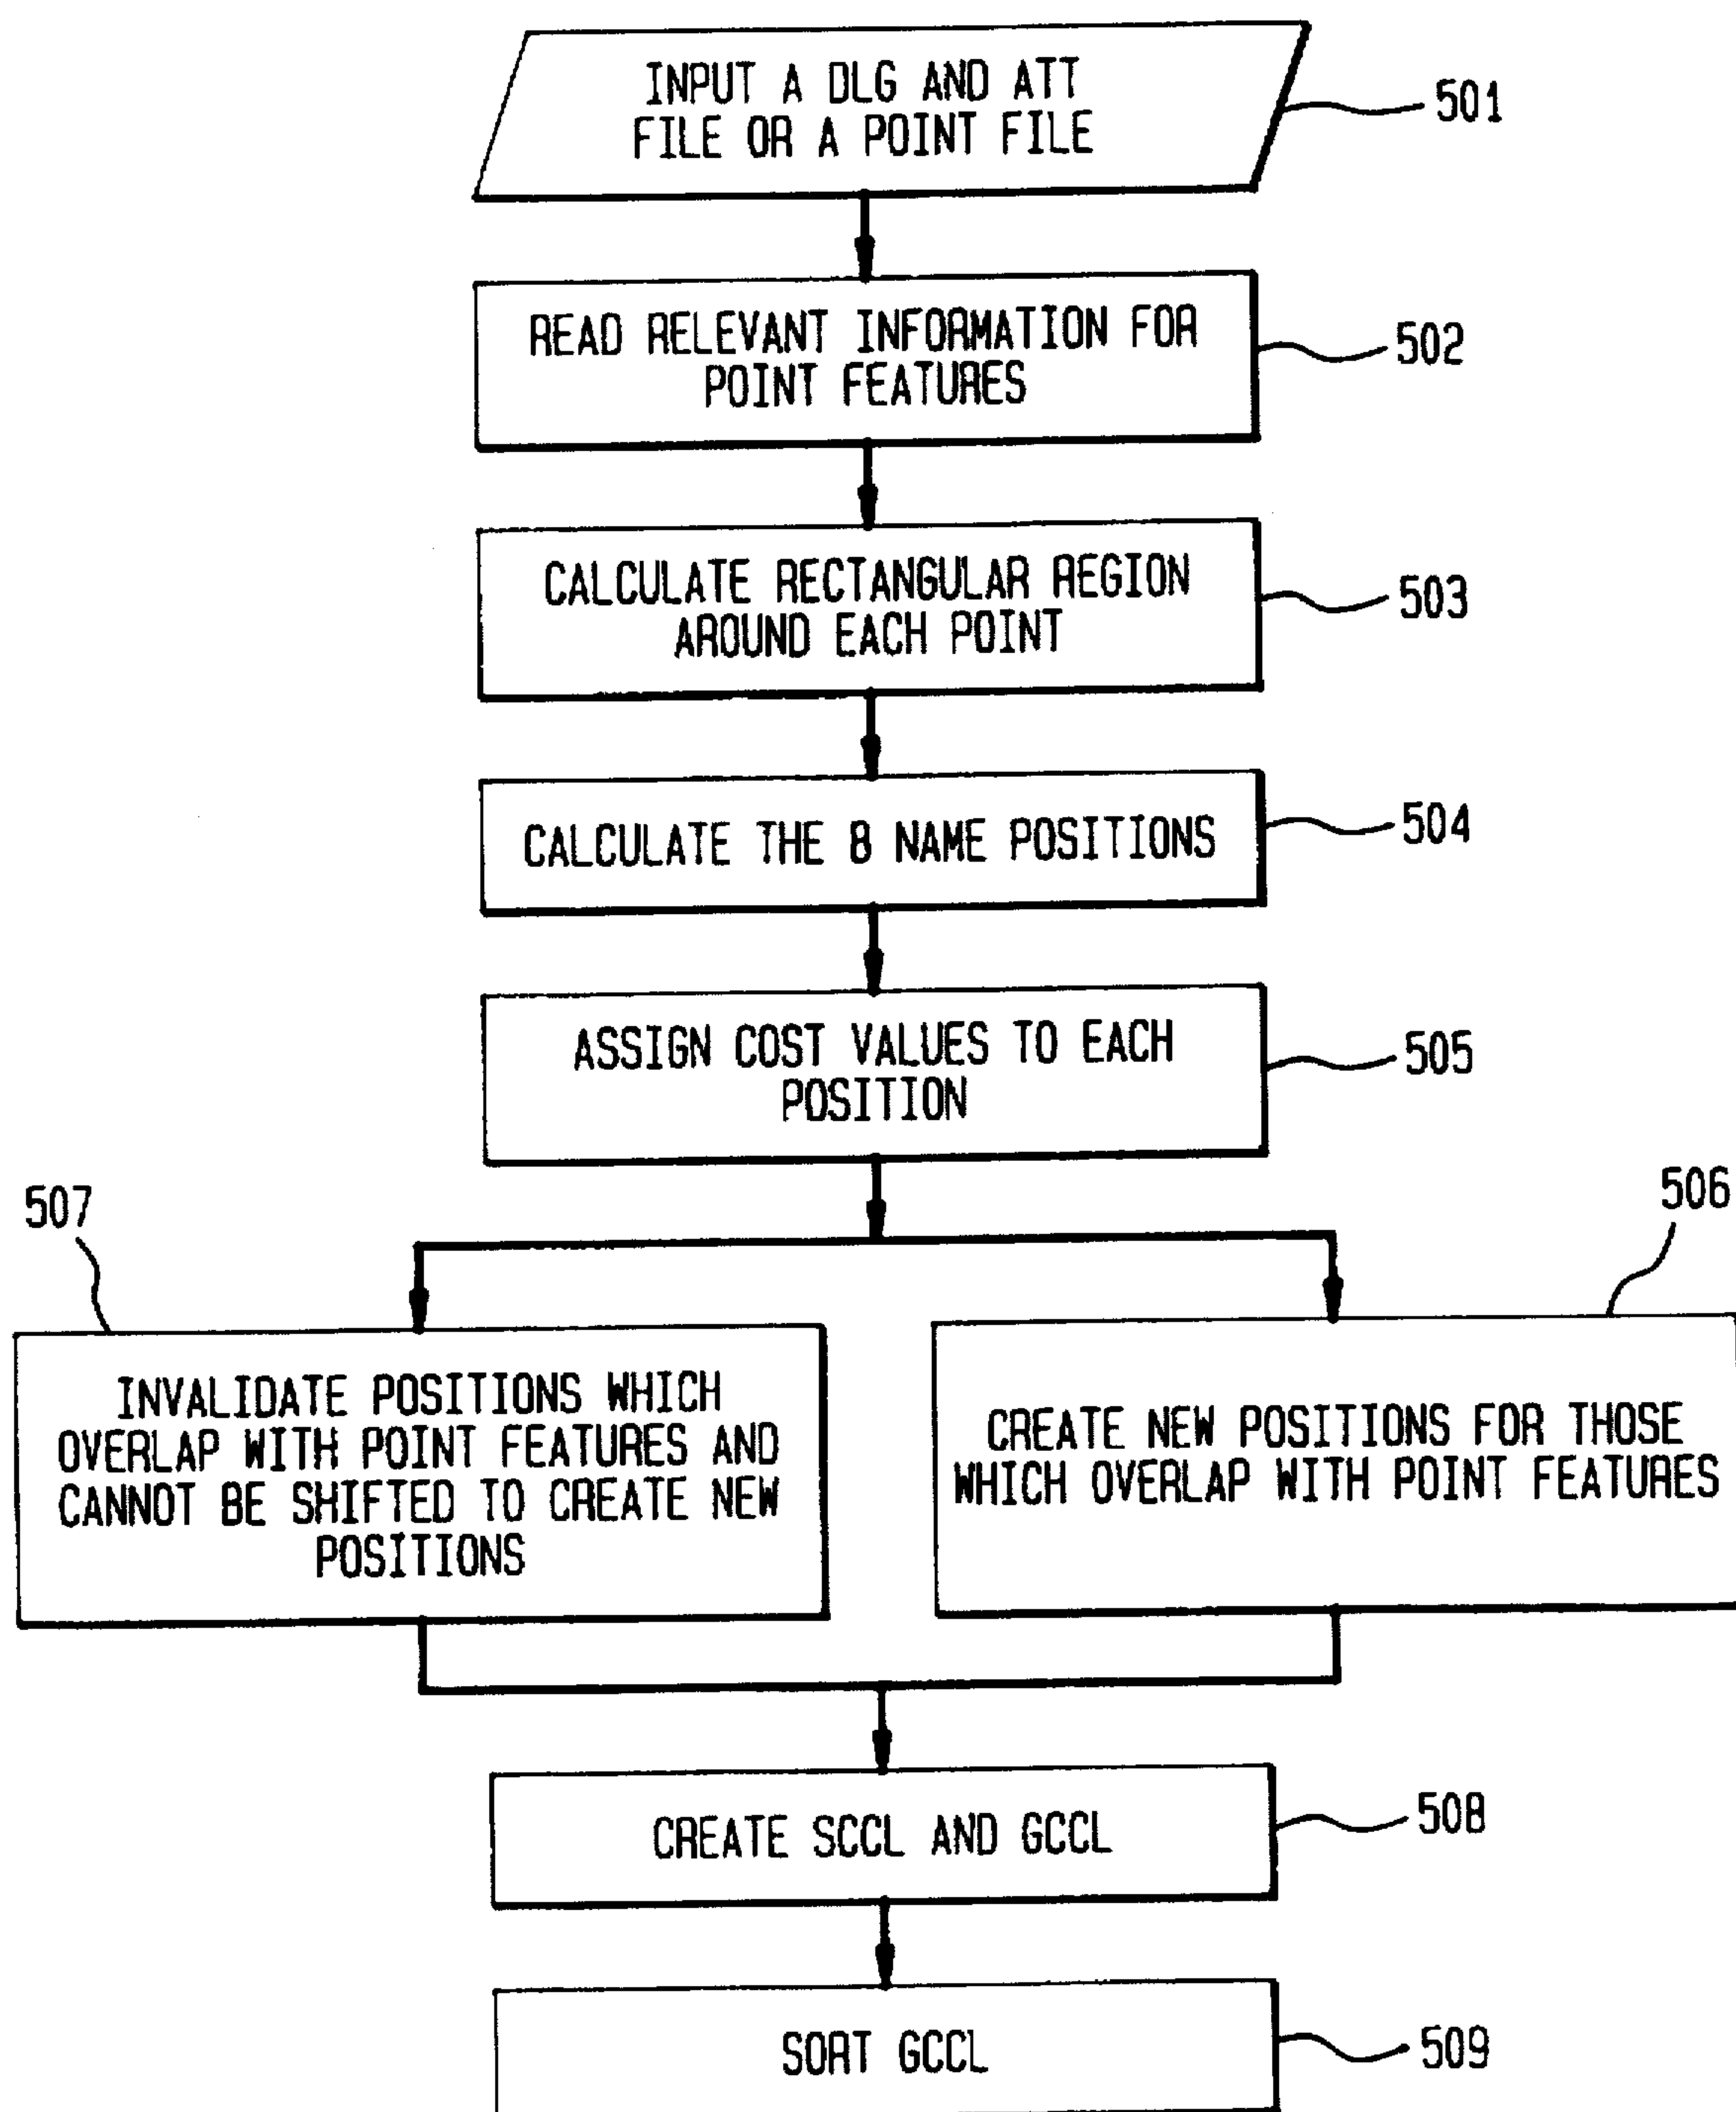 INPUT A DLG AND ATT
FILE OR A POINT FILE
501
READ RELEVANT INFORMATION FOR
POINT FEATURES
502
CALCULATE RECTANGULAR REGION
AROUND EACH POINT
503
CALCULATE THE 8 NAME POSITIONS
504
ASSIGN COST VALUES TO EACH
POSITION
505
507
506
INVALIDATE POSITIONS WHICH
OVERLAP WITH POINT FEATURES AND
CANNOT BE SHIFTED TO CREATE NEW
POSITIONS
CREATE NEW POSITIONS FOR THOSE
WHICH OVERLAP WITH POINT FEATURES
CREATE SCCL AND GCCL
508
SORT GCCL
509